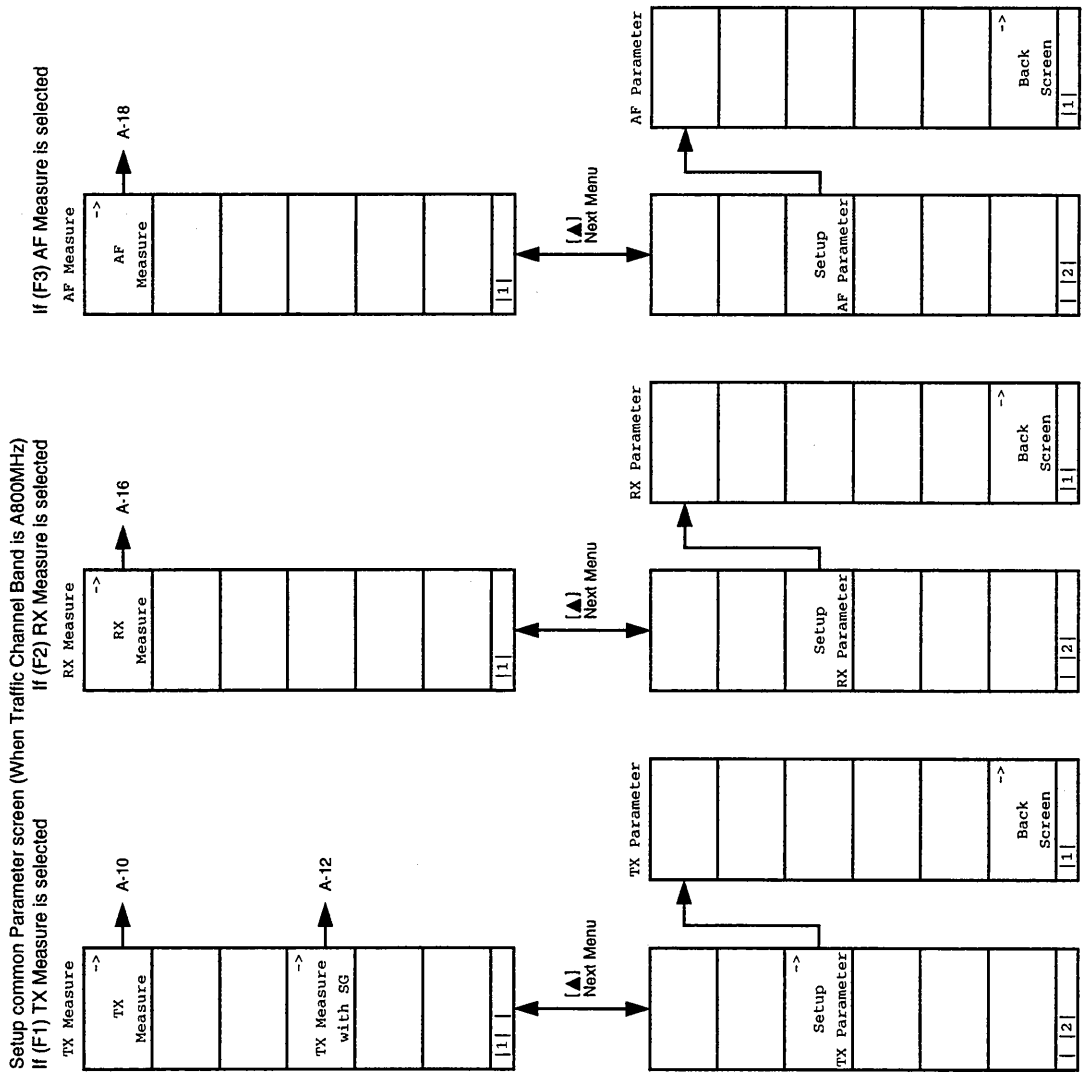 Setup common Parameter screen (When Traffic Channel Band is A800MHz)
If (F1) TX Measure is selected
TX Measure
->
TX
Measure
A-10
->
TX Measure
with SG
A-12
|1| |
[▲]
Next Menu
->
Setup
TX Parameter
| |2|
TX Parameter
->
Back
Screen
|1|
If (F2) RX Measure is selected
RX Measure
->
RX
Measure
A-16
|1|
[▲]
Next Menu
Setup
RX Parameter
| |2|
RX Parameter
->
Back
Screen
|1|
If (F3) AF Measure is selected
AF Measure
->
AF
Measure
A-18
|1|
[▲]
Next Menu
Setup
AF Parameter
| |2|
AF Parameter
->
Back
Screen
|1|